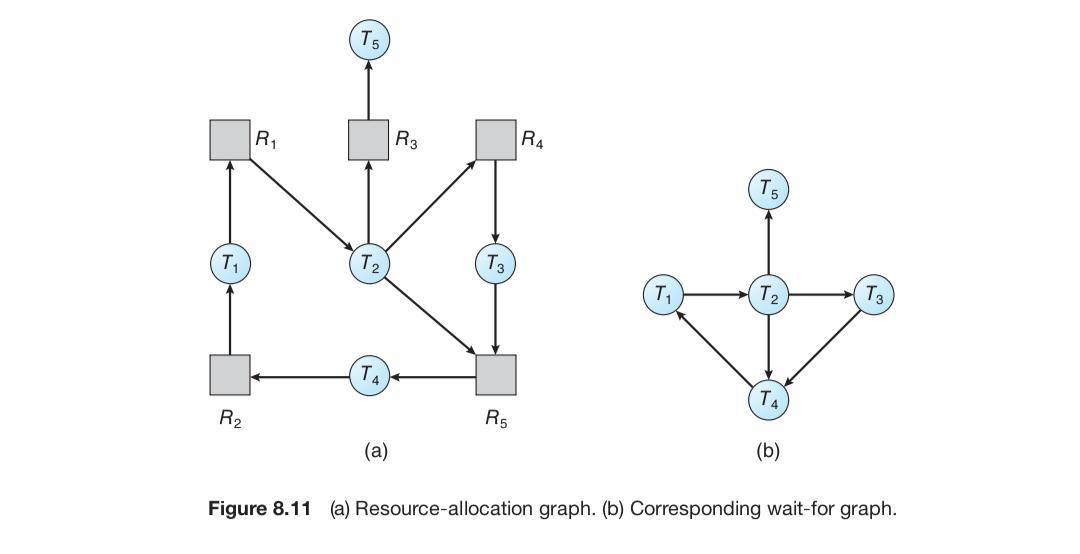 T5
R1
R3
R4
T5
T1
T2
T3
T1
T2
T3
T4
T4
R2
R5
(a)
(b)
Figure 8.11 (a) Resource-allocation graph. (b) Corresponding wait-for graph.